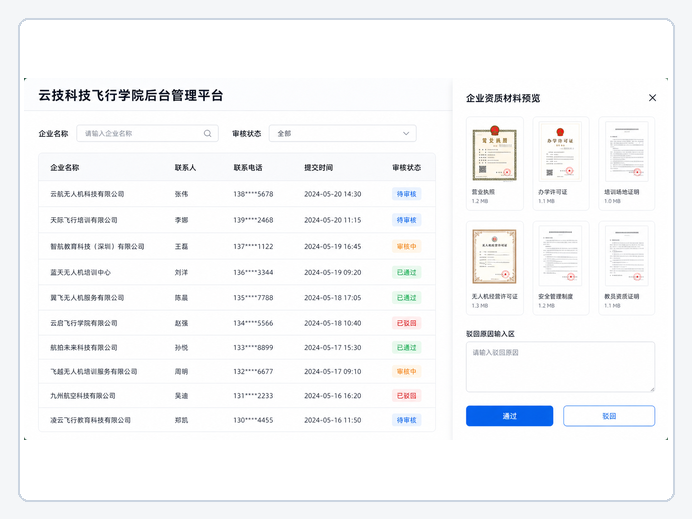 云技科技飞行学院后台管理平台
企业名称 请输入企业名称 审核状态 全部
企业名称 联系人 联系电话 提交时间 审核状态
云航无人机科技有限公司 张伟 138****5678 2024-05-20 14:30 待审核
天际飞行培训有限公司 李娜 139****2468 2024-05-20 11:15 待审核
智航教育科技（深圳）有限公司 王磊 137****1122 2024-05-19 16:45 审核中
蓝天无人机培训中心 刘洋 136****3344 2024-05-19 09:20 已通过
翼飞无人机服务有限公司 陈晨 135****7788 2024-05-18 17:05 已通过
云启飞行学院有限公司 赵强 134****5566 2024-05-18 10:40 已驳回
航拍未来科技有限公司 孙悦 133****8899 2024-05-17 15:30 已通过
飞越无人机培训服务有限公司 周明 132****6677 2024-05-17 09:10 审核中
九州航空科技有限公司 吴迪 131****2233 2024-05-16 16:20 已驳回
凌云飞行教育科技有限公司 郑凯 130****4455 2024-05-16 11:50 待审核
企业资质材料预览
营业执照
办学许可证
营业执照 办学许可证 培训场地证明
1.2 MB 1.1 MB 1.0 MB
无人机经营许可证 安全管理制度 教员资质证明
1.3 MB 1.2 MB 1.1 MB
驳回原因输入区
请输入驳回原因
通过 驳回